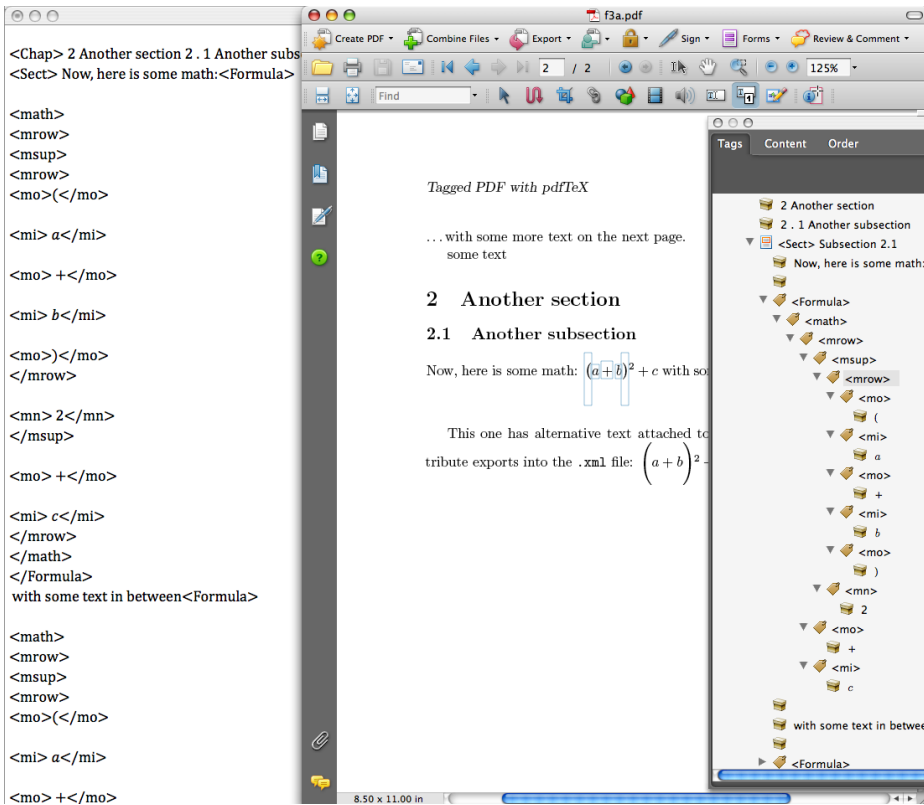 <Chap> 2 Another section 2 . 1 Another subs
<Sect> Now, here is some math:<Formula>
<math>
<mrow>
<msup>
<mrow>
<mo>(</mo>
<mi> a</mi>
<mo> +</mo>
<mi> b</mi>
<mo>)</mo>
</mrow>
<mn> 2</mn>
</msup>
<mo> +</mo>
<mi> c</mi>
</mrow>
</math>
</Formula>
with some text in between<Formula>
<math>
<mrow>
<msup>
<mrow>
<mo>(</mo>
<mi> a</mi>
<mo> +</mo>
f3a.pdf
Create PDF Combine Files Export Sign Forms Review & Comment
2 / 2 125%
Find
Tagged PDF with pdfTeX
. . . with some more text on the next page.
some text
2 Another section
2.1 Another subsection
Now, here is some math: (a + b)² + c with so
This one has alternative text attached to
tribute exports into the .xml file: (a + b)² -
8.50 x 11.00 in
Tags Content Order
2 Another section
2 . 1 Another subsection
<Sect> Subsection 2.1
Now, here is some math:
<Formula>
<math>
<mrow>
<msup>
<mrow>
<mo>
(
<mi>
a
<mo>
+
<mi>
b
<mo>
)
<mn>
2
<mo>
+
<mi>
c
with some text in betwee
<Formula>